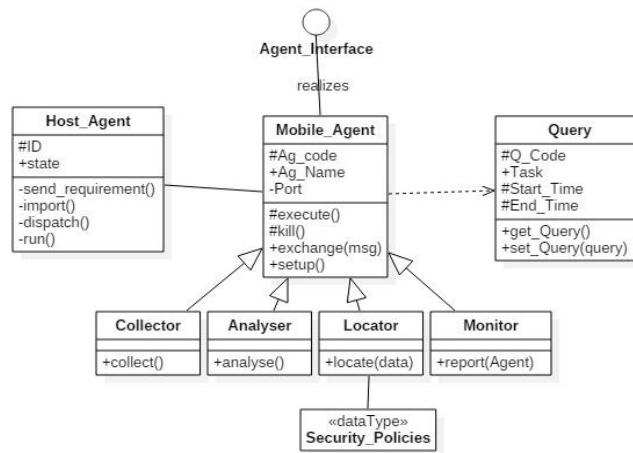 Agent_Interface
realizes
Host_Agent
#ID
+state
-send_requirement()
-import()
-dispatch()
-run()
Mobile_Agent
#Ag_code
+Ag_Name
-Port
#execute()
#kill()
+exchange(msg)
+setup()
Query
#Q_Code
+Task
#Start_Time
#End_Time
+get_Query()
+set_Query(query)
Collector
+collect()
Analyser
+analyse()
Locator
+locate(data)
Monitor
+report(Agent)
«dataType»
Security_Policies